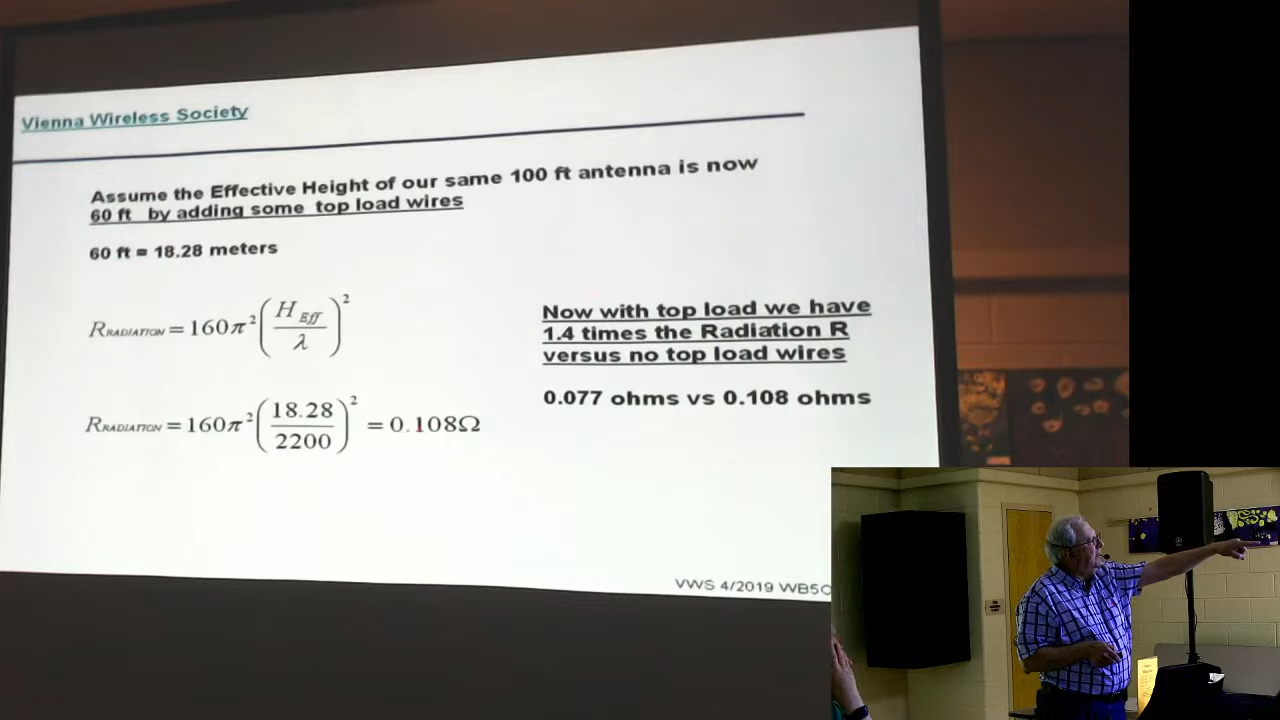 Vienna Wireless Society
Assume the Effective Height of our same 100 ft antenna is now
60 ft by adding some top load wires
60 ft = 18.28 meters
R_RADIATION = 160π² (H_Eff / λ)²
R_RADIATION = 160π² (18.28 / 2200)² = 0.108Ω
Now with top load we have
1.4 times the Radiation R
versus no top load wires
0.077 ohms vs 0.108 ohms
VWS 4/2019 WB5